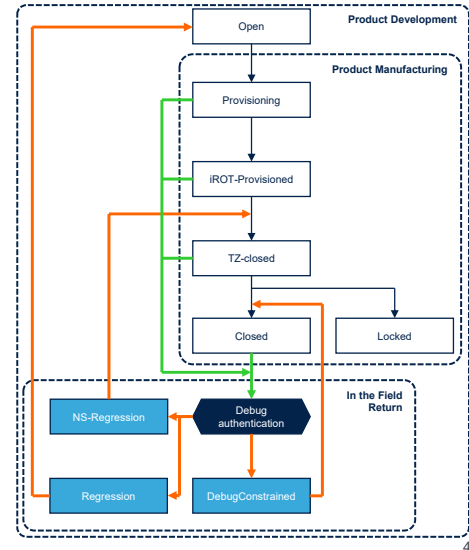 Open
Product Development
Product Manufacturing
Provisioning
iROT-Provisioned
TZ-closed
Closed
Locked
In the Field
Return
NS-Regression
Debug
authentication
Regression
DebugConstrained
4